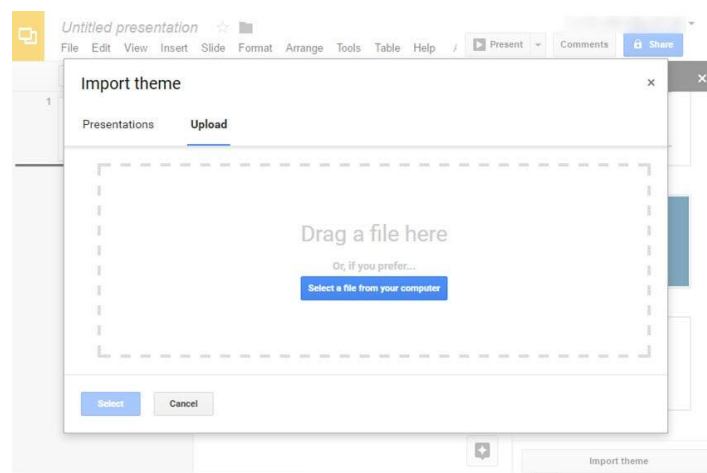 Untitled presentation
File Edit View Insert Slide Format Arrange Tools Table Help
Present
Comments
Share
Import theme
1
Presentations Upload
Drag a file here
Or, if you prefer...
Select a file from your computer
Select Cancel
Import theme